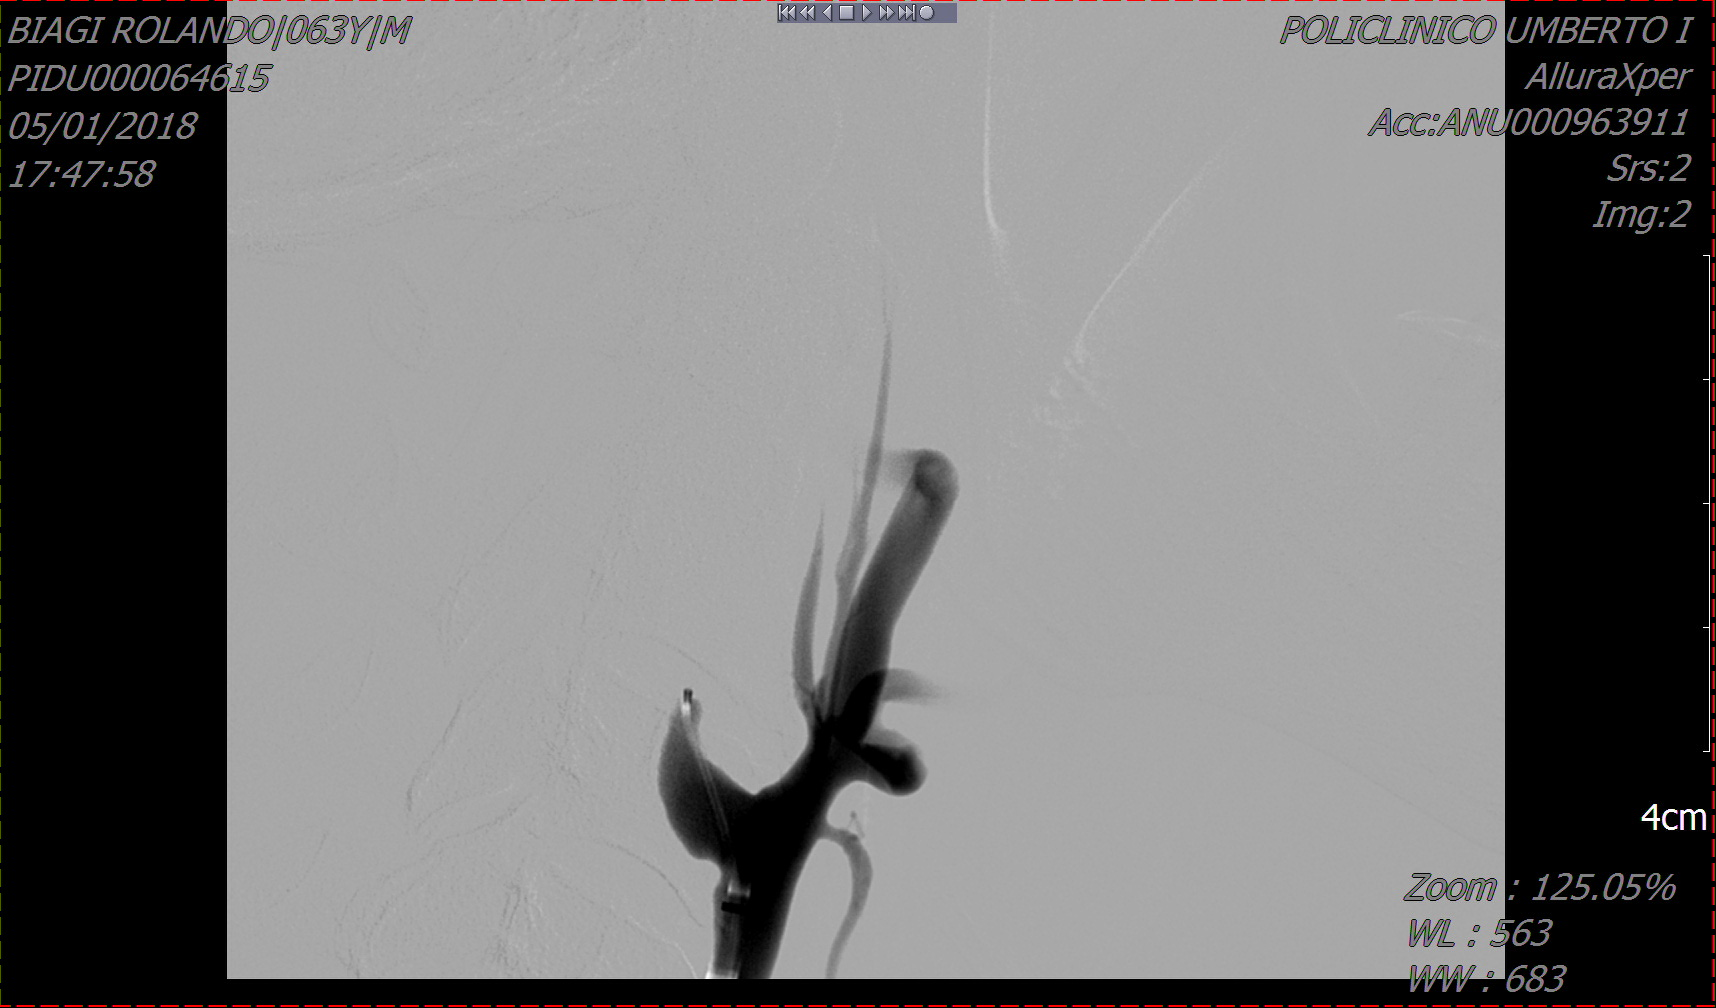 BIAGI ROLANDO|063Y|M
PIDU000064615
05/01/2018
17:47:58
POLICLINICO UMBERTO I
AlluraXper
Acc:ANU000963911
Srs:2
Img:2
4cm
Zoom : 125.05%
WL : 563
WW : 683